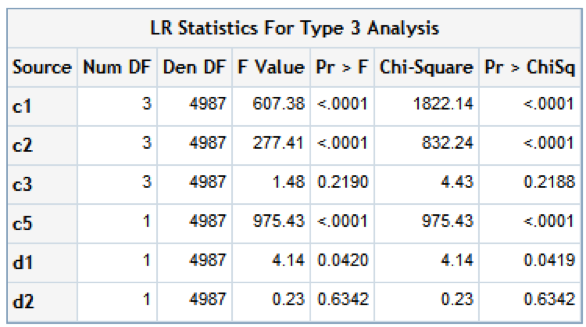 LR Statistics For Type 3 Analysis
Source Num DF Den DF F Value Pr > F Chi-Square Pr > ChiSq
c1 3 4987 607.38 <.0001 1822.14 <.0001
c2 3 4987 277.41 <.0001 832.24 <.0001
c3 3 4987 1.48 0.2190 4.43 0.2188
c5 1 4987 975.43 <.0001 975.43 <.0001
d1 1 4987 4.14 0.0420 4.14 0.0419
d2 1 4987 0.23 0.6342 0.23 0.6342